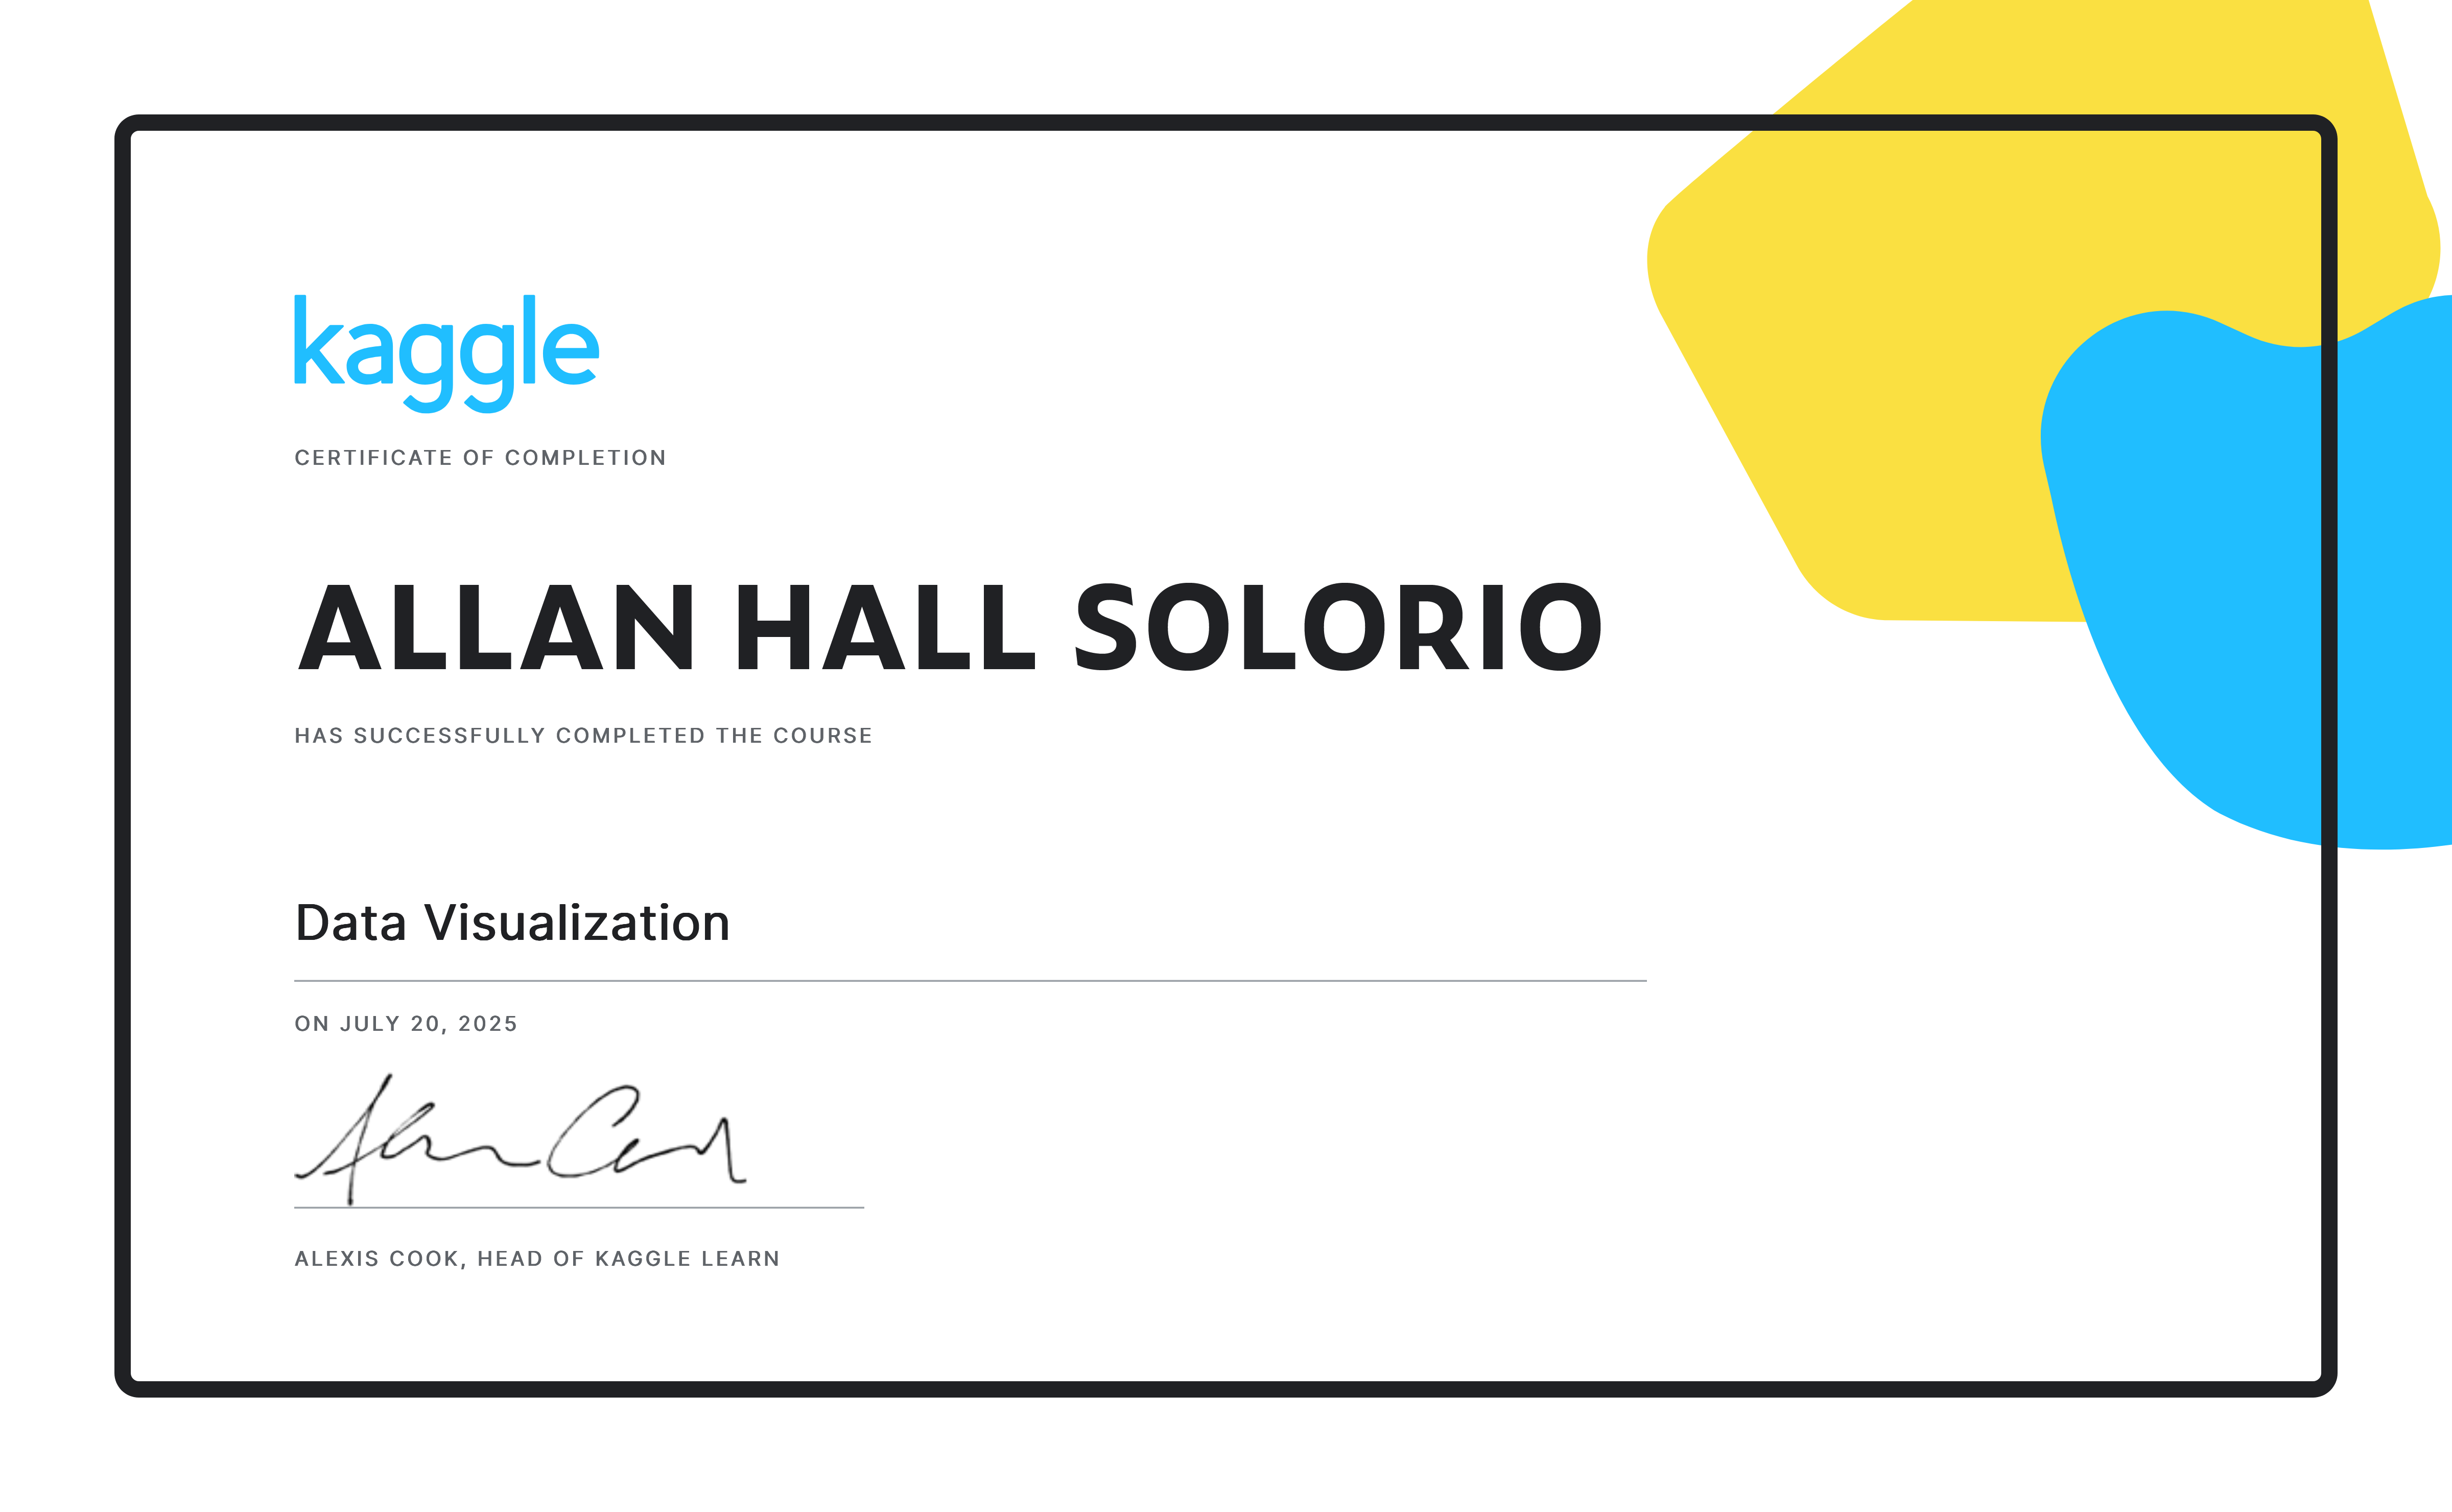 kaggle
CERTIFICATE OF COMPLETION
ALLAN HALL SOLORIO
HAS SUCCESSFULLY COMPLETED THE COURSE
Data Visualization
ON JULY 20, 2025
ALEXIS COOK, HEAD OF KAGGLE LEARN